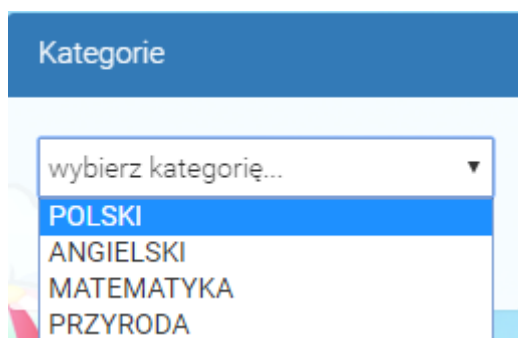 Kategorie
wybierz kategorię...
POLSKI
ANGIELSKI
MATEMATYKA
PRZYRODA